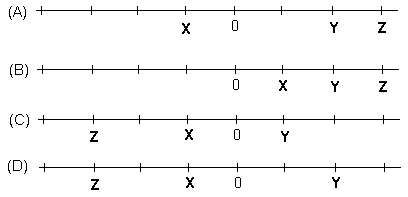 (A)
X 0 Y Z
(B)
0 X Y Z
(C)
Z X 0 Y
(D)
Z X 0 Y